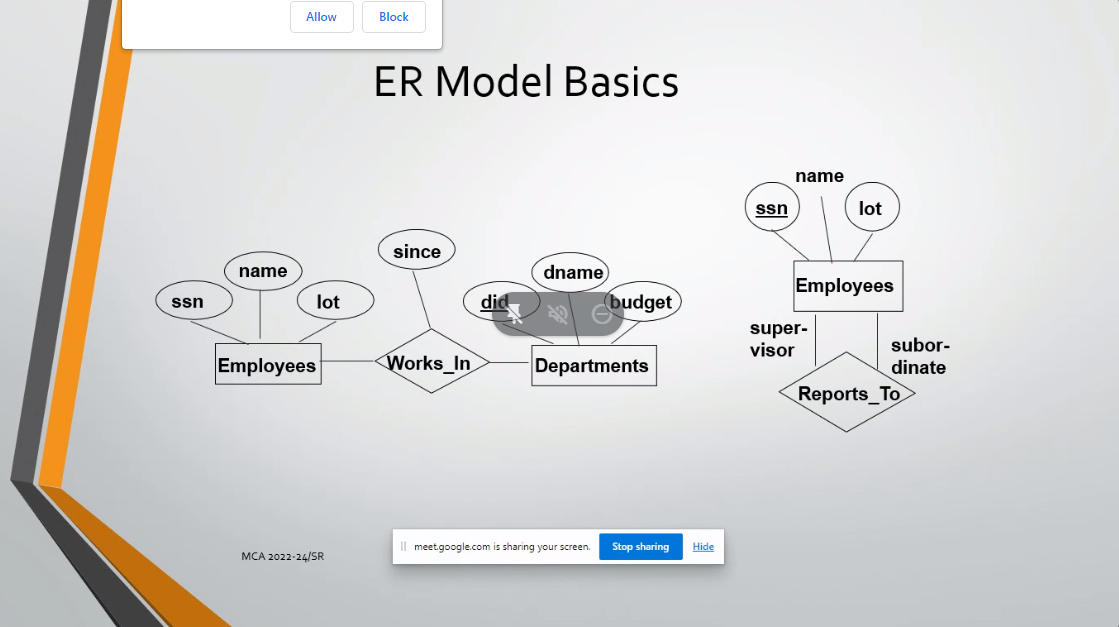 Allow Block
ER Model Basics
name
ssn lot
since
name dname
ssn lot did budget
Employees
super-
visor
subor-
dinate
Employees Works_In Departments
Reports_To
meet.google.com is sharing your screen. Stop sharing Hide
MCA 2022-24/SR